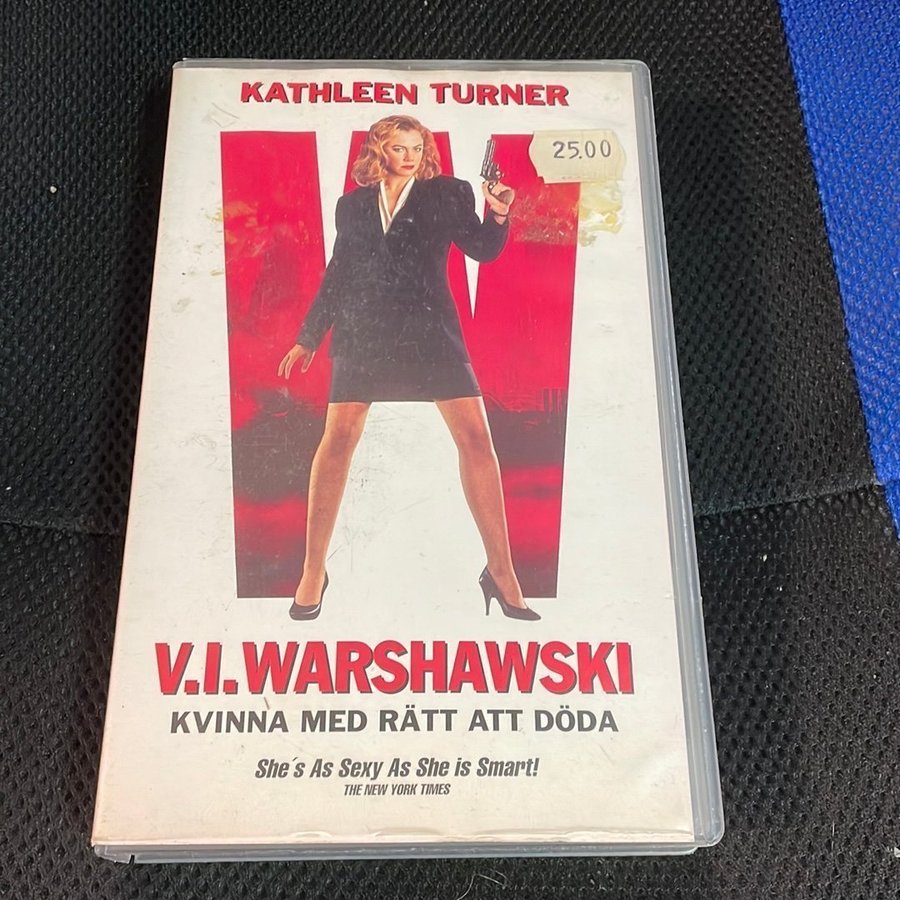 KATHLEEN TURNER
25.00
V.I. WARSHAWSKI
KVINNA MED RÄTT ATT DÖDA
She´s As Sexy As She is Smart!
THE NEW YORK TIMES